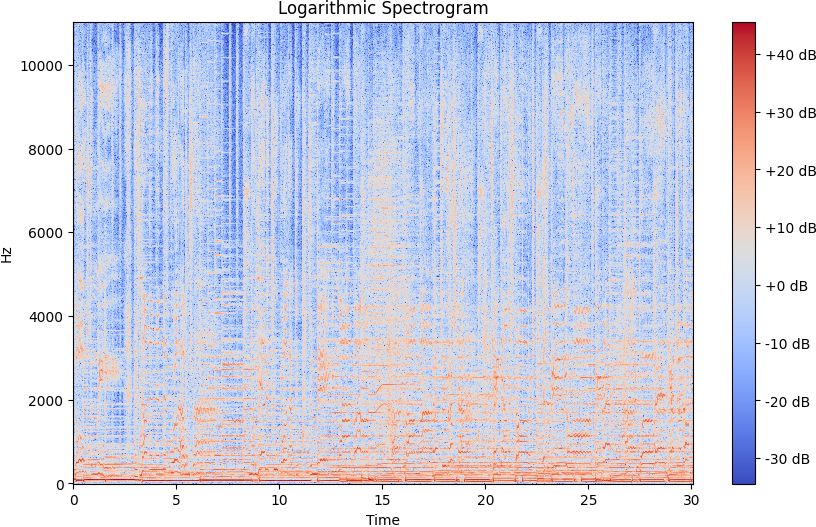 Logarithmic Spectrogram
Hz
10000
8000
6000
4000
2000
0
0 5 10 15 20 25 30
Time
+40 dB
+30 dB
+20 dB
+10 dB
+0 dB
-10 dB
-20 dB
-30 dB